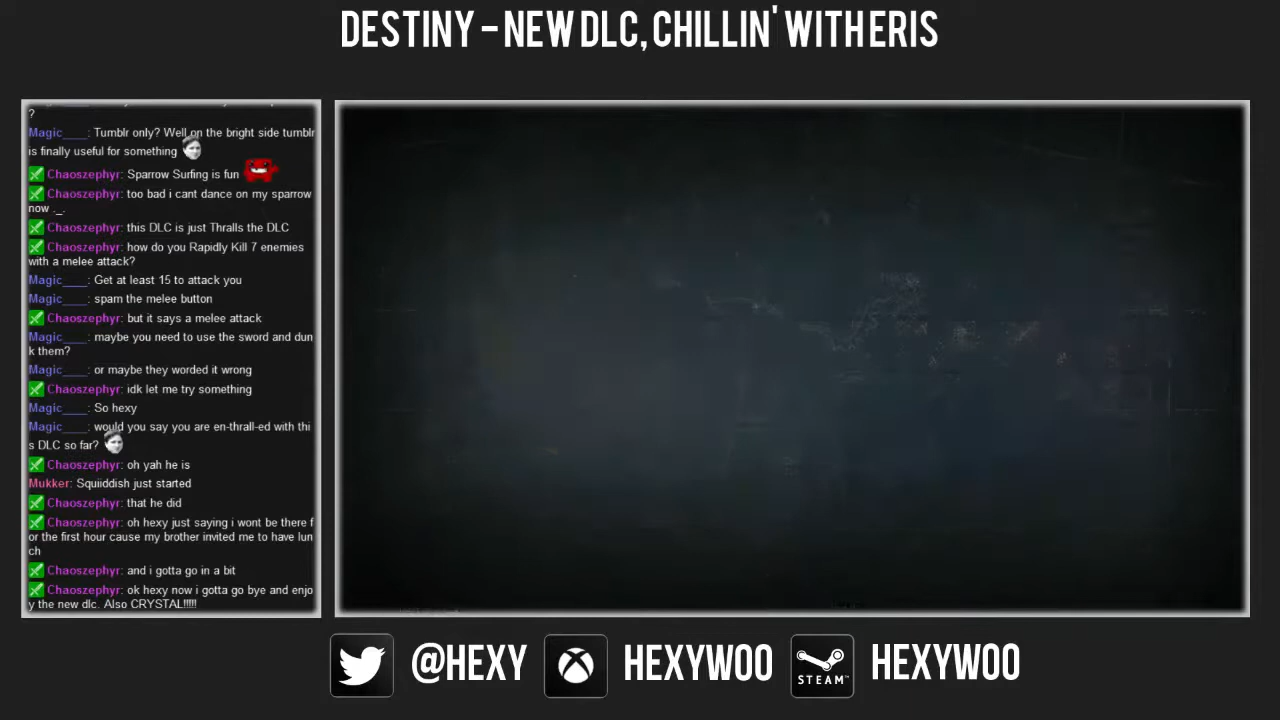 DESTINY - NEW DLC, CHILLIN' WITH ERIS
?
Magic____: Tumblr only? Well on the bright side tumblr
is finally useful for something
Chaoszephyr: Sparrow Surfing is fun
Chaoszephyr: too bad i cant dance on my sparrow
now ._.
Chaoszephyr: this DLC is just Thralls the DLC
Chaoszephyr: how do you Rapidly Kill 7 enemies
with a melee attack?
Magic____: Get at least 15 to attack you
Magic____: spam the melee button
Chaoszephyr: but it says a melee attack
Magic____: maybe you need to use the sword and dun
k them?
Magic____: or maybe they worded it wrong
Chaoszephyr: idk let me try something
Magic____: So hexy
Magic____: would you say you are en-thrall-ed with thi
s DLC so far?
Chaoszephyr: oh yah he is
Mukker: Squiiddish just started
Chaoszephyr: that he did
Chaoszephyr: oh hexy just saying i wont be there f
or the first hour cause my brother invited me to have lun
ch
Chaoszephyr: and i gotta go in a bit
Chaoszephyr: ok hexy now i gotta go bye and enjo
y the new dlc. Also CRYSTAL!!!!!
@HEXY
HEXYWOO
STEAM™
HEXYWOO